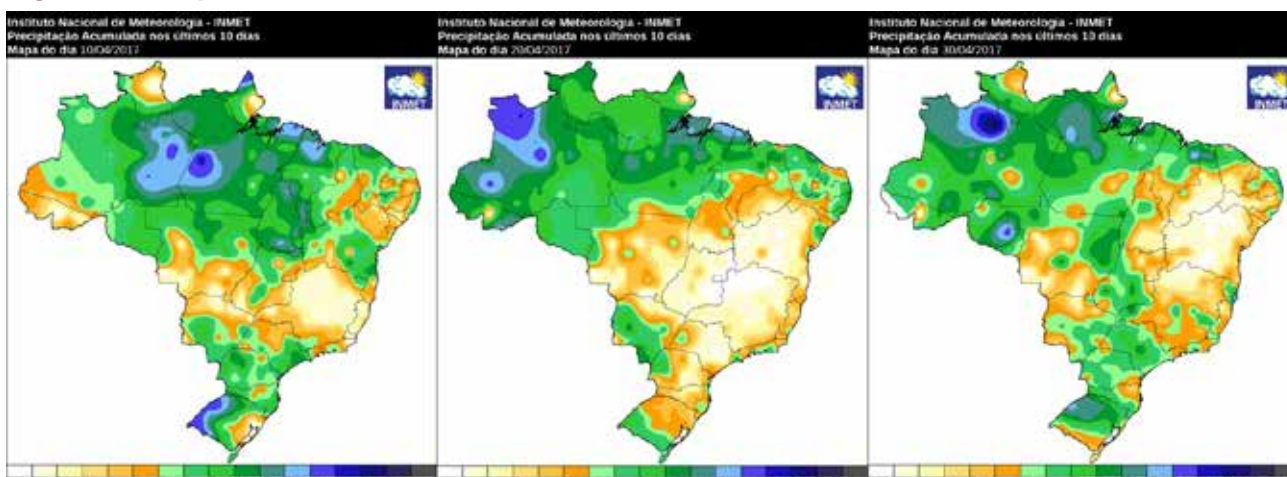 Instituto Nacional de Meteorologia - INMET
Precipitação Acumulada nos últimos 10 dias
Mapa do dia 10/04/2017
INMET
Instituto Nacional de Meteorologia - INMET
Precipitação Acumulada nos últimos 10 dias
Mapa do dia 20/04/2017
INMET
Instituto Nacional de Meteorologia - INMET
Precipitação Acumulada nos últimos 10 dias
Mapa do dia 30/04/2017
INMET